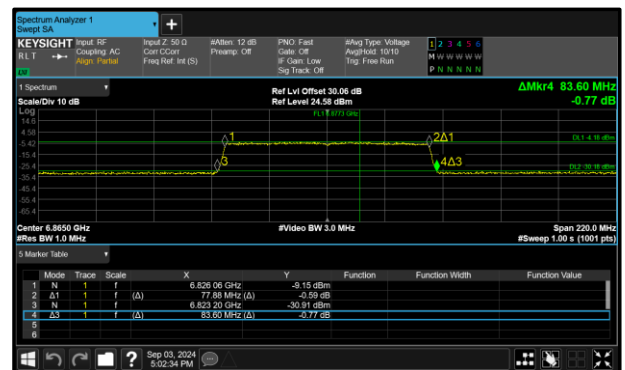 Spectrum Analyzer 1
Swept SA
+
KEYSIGHT Input: RF Input Z: 50 Ω #Atten: 12 dB PNO: Fast #Avg Type: Voltage 1 2 3 4 5 6
RLT Coupling: AC Corr CCorr Preamp: Off Gate: Off Avg|Hold: 10/10 M W W W W W
Align: Partial Freq Ref: Int (S) IF Gain: Low Trig: Free Run
Sig Track: Off P N N N N N
1 Spectrum Ref Lvl Offset 30.06 dB ΔMkr4 83.60 MHz
Scale/Div 10 dB Ref Level 24.58 dBm -0.77 dB
Log
14.6
4.58
-5.42
-15.4
-25.4
-35.4
-45.4
-55.4
-65.4
1
2Δ1
3
4Δ3
DL1 -4.16 dBm
Center 6.8650 GHz #Video BW 3.0 MHz Span 220.0 MHz
#Res BW 1.0 MHz #Sweep 1.00 s (1001 pts)
5 Marker Table
Mode Trace Scale X Y Function Function Width Function Value
1 N 1 f 6.826 06 GHz -9.15 dBm
2 Δ1 1 f (Δ) 77.88 MHz (Δ) -0.59 dB
3 N 1 f 6.823 20 GHz -30.91 dBm
4 Δ3 1 f (Δ) 83.60 MHz (Δ) -0.77 dB
5
6
? Sep 03, 2024
5:02:34 PM